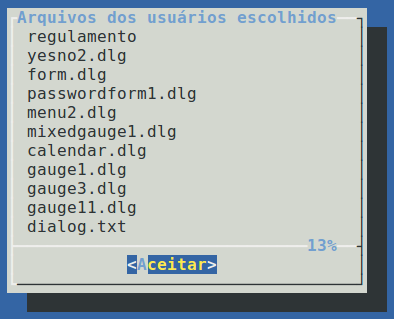 Arquivos dos usuários escolhidos
regulamento
yesno2.dlg
form.dlg
passwordform1.dlg
menu2.dlg
mixedgauge1.dlg
calendar.dlg
gauge1.dlg
gauge3.dlg
gauge11.dlg
dialog.txt
13%
<Aceitar>